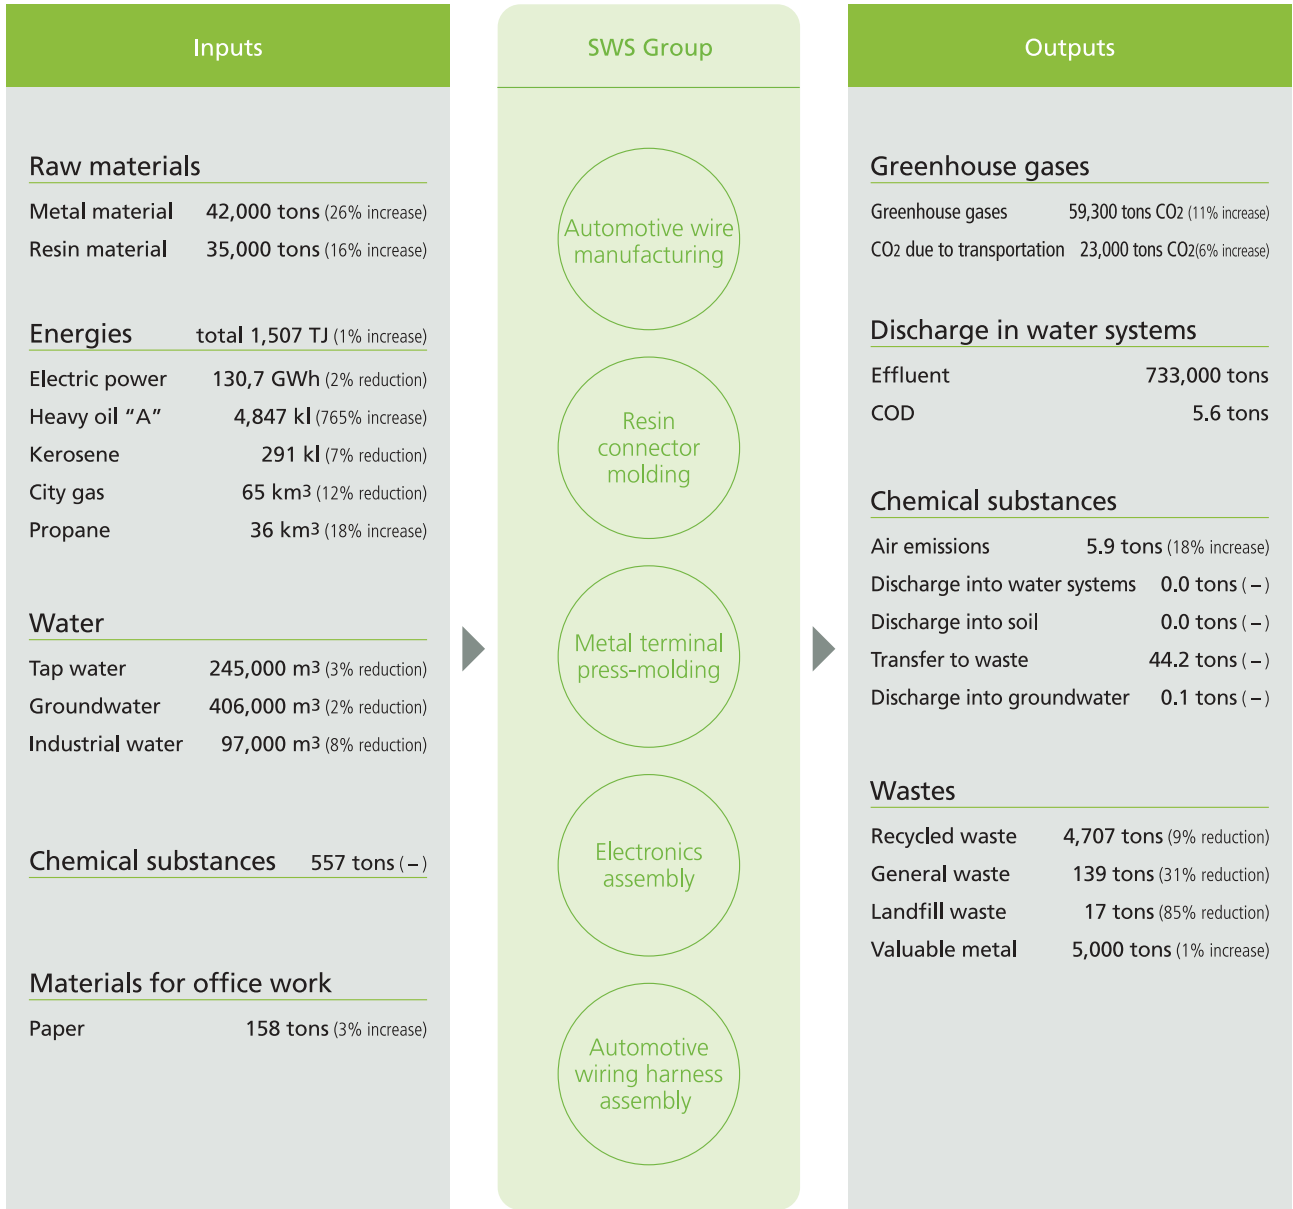 Inputs
Raw materials
Metal material 42,000 tons (26% increase)
Resin material 35,000 tons (16% increase)
Energies total 1,507 TJ (1% increase)
Electric power 130,7 GWh (2% reduction)
Heavy oil “A” 4,847 kl (765% increase)
Kerosene 291 kl (7% reduction)
City gas 65 km3 (12% reduction)
Propane 36 km3 (18% increase)
Water
Tap water 245,000 m3 (3% reduction)
Groundwater 406,000 m3 (2% reduction)
Industrial water 97,000 m3 (8% reduction)
Chemical substances 557 tons (–)
Materials for office work
Paper 158 tons (3% increase)
SWS Group
Automotive wire
manufacturing
Resin
connector
molding
Metal terminal
press-molding
Electronics
assembly
Automotive
wiring harness
assembly
Outputs
Greenhouse gases
Greenhouse gases 59,300 tons CO2 (11% increase)
CO2 due to transportation 23,000 tons CO2(6% increase)
Discharge in water systems
Effluent 733,000 tons
COD 5.6 tons
Chemical substances
Air emissions 5.9 tons (18% increase)
Discharge into water systems 0.0 tons (–)
Discharge into soil 0.0 tons (–)
Transfer to waste 44.2 tons (–)
Discharge into groundwater 0.1 tons (–)
Wastes
Recycled waste 4,707 tons (9% reduction)
General waste 139 tons (31% reduction)
Landfill waste 17 tons (85% reduction)
Valuable metal 5,000 tons (1% increase)